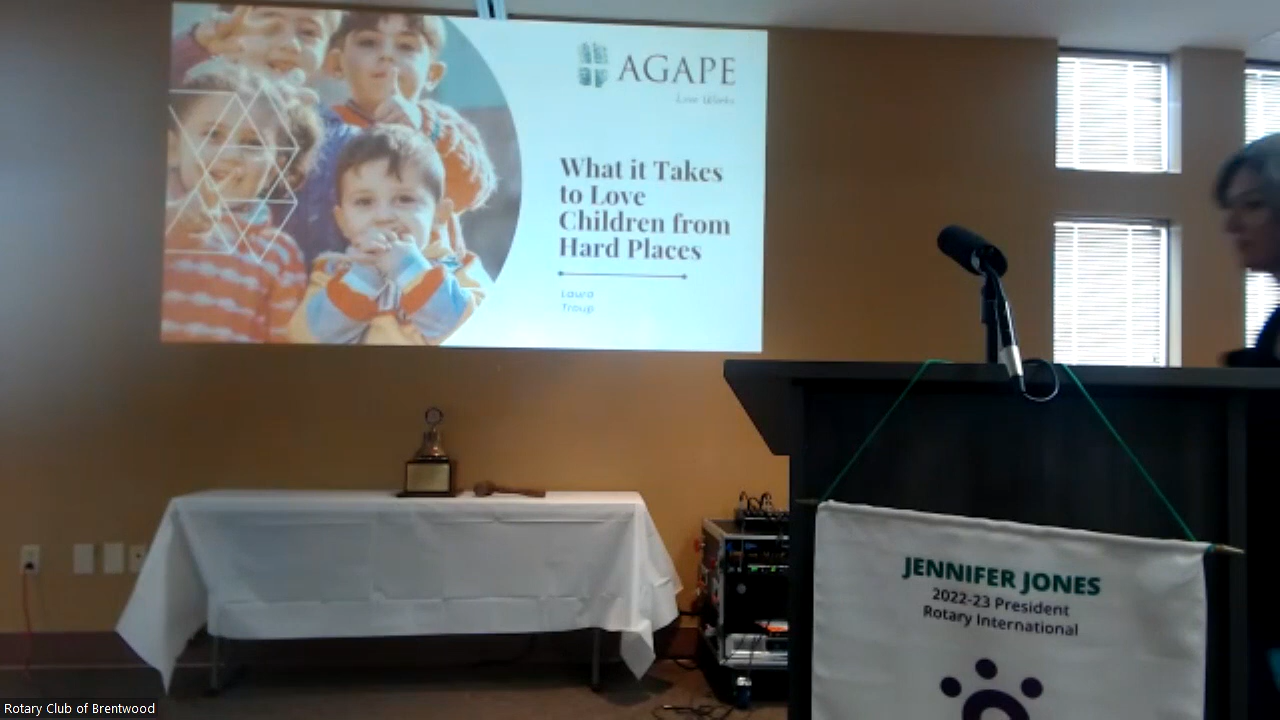 AGAPE
Love Works
What it Takes
to Love
Children from
Hard Places
Laura
Troup
JENNIFER JONES
2022-23 President
Rotary International
Rotary Club of Brentwood